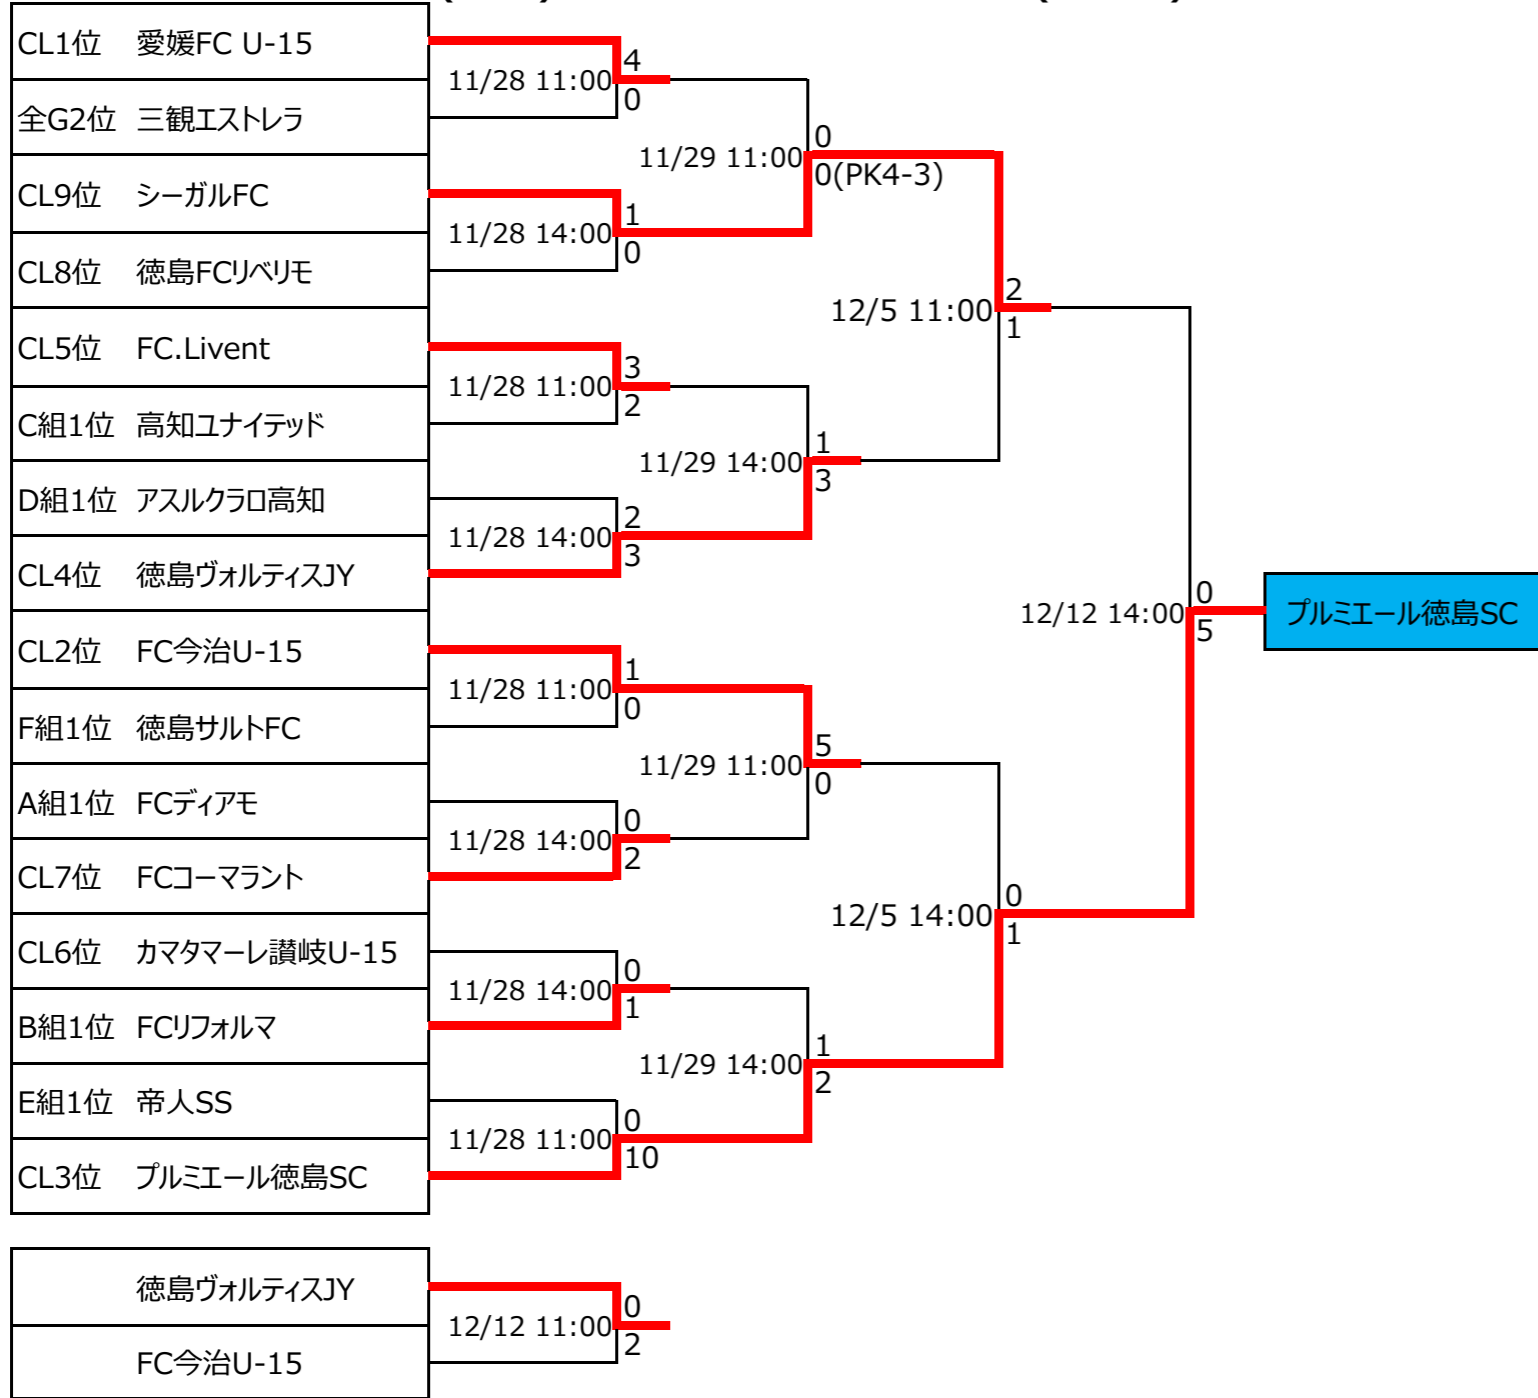 CL1位 愛媛FC U-15
全G2位 三観エストレラ
CL9位 シーガルFC
CL8位 徳島FCリベリモ
CL5位 FC.Livent
C組1位 高知ユナイテッド
D組1位 アスルクラロ高知
CL4位 徳島ヴォルティスJY
CL2位 FC今治U-15
F組1位 徳島サルトFC
A組1位 FCディアモ
CL7位 FCコーマラント
CL6位 カマタマーレ讃岐U-15
B組1位 FCリフォルマ
E組1位 帝人SS
CL3位 プルミエール徳島SC
11/28 11:00
4
0
11/28 14:00
1
0
11/28 11:00
3
2
11/28 14:00
2
3
11/28 11:00
1
0
11/28 14:00
0
2
11/28 14:00
0
1
11/28 11:00
0
10
11/29 11:00
0
0(PK4-3)
11/29 14:00
1
3
11/29 11:00
5
0
11/29 14:00
1
2
12/5 11:00
2
1
12/5 14:00
0
1
12/12 14:00
0
5
プルミエール徳島SC
徳島ヴォルティスJY
FC今治U-15
12/12 11:00
0
2